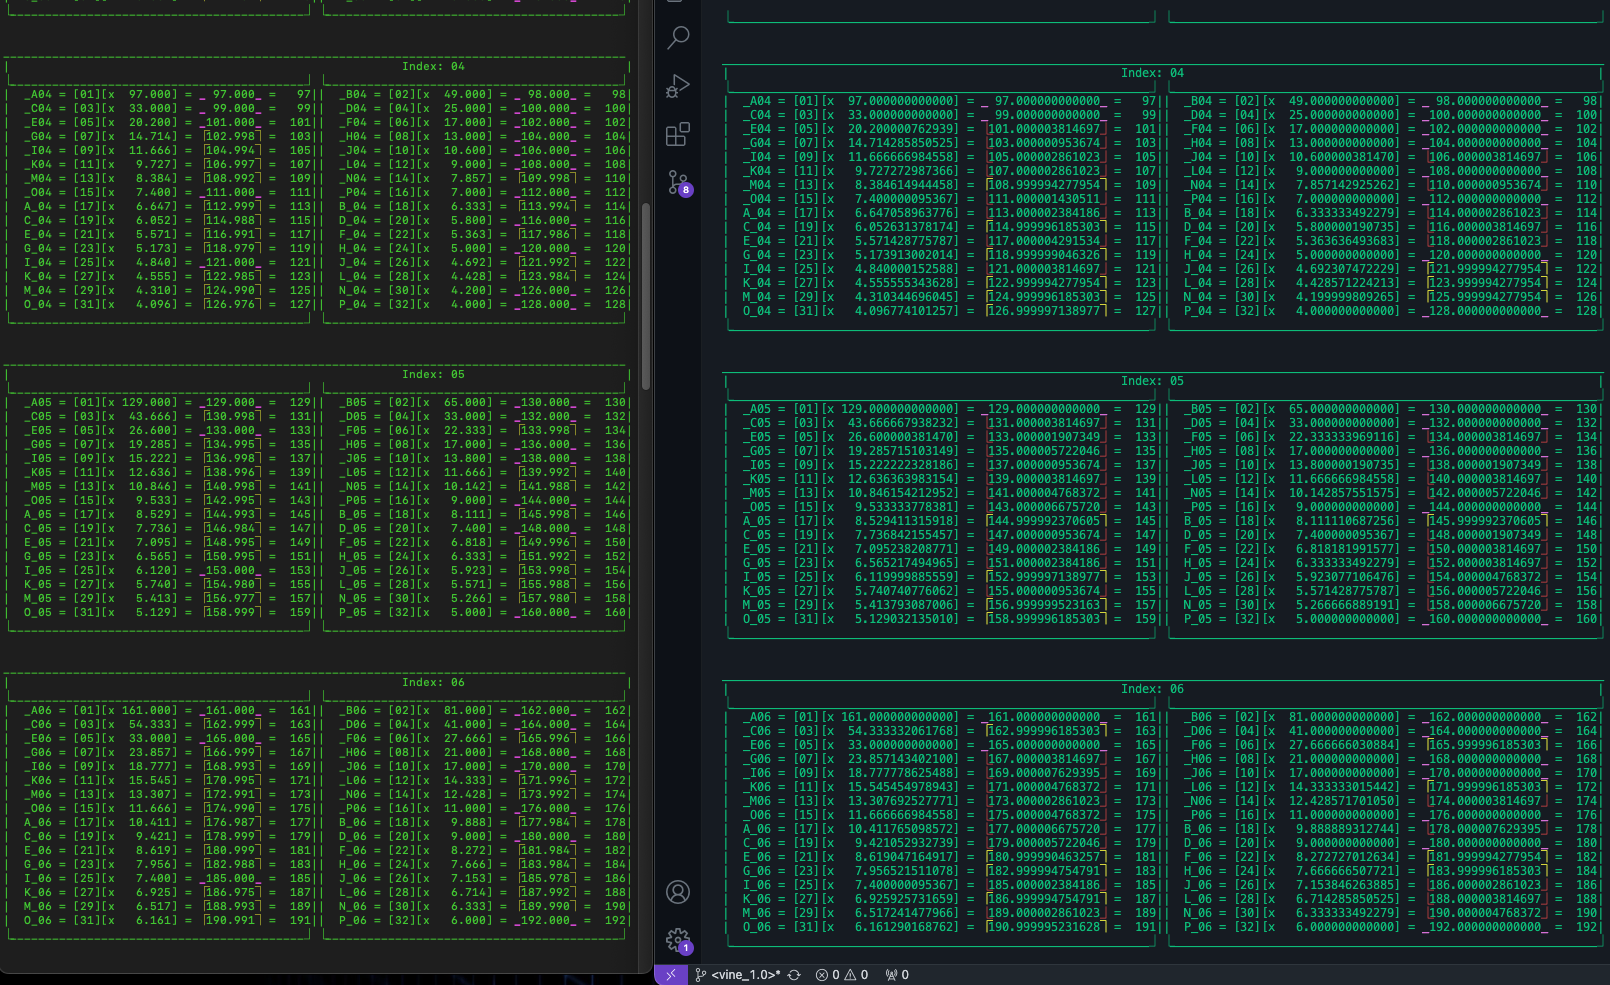 Index: 04
_A04 = [01][x  97.000] = _ 97.000_ =   97||  _B04 = [02][x  49.000] = _ 98.000_ =   98|
_C04 = [03][x  33.000] = _ 99.000_ =   99||  _D04 = [04][x  25.000] = _100.000_ =  100|
_E04 = [05][x  20.200] = _101.000_ =  101||  _F04 = [06][x  17.000] = _102.000_ =  102|
_G04 = [07][x  14.714] = 102.998 =  103||  _H04 = [08][x  13.000] = _104.000_ =  104|
_I04 = [09][x  11.666] = 104.994 =  105||  _J04 = [10][x  10.600] = _106.000_ =  106|
_K04 = [11][x   9.727] = 106.997 =  107||  _L04 = [12][x   9.000] = _108.000_ =  108|
_M04 = [13][x   8.384] = 108.992 =  109||  _N04 = [14][x   7.857] = 109.998 =  110|
_O04 = [15][x   7.400] = _111.000_ =  111||  _P04 = [16][x   7.000] = _112.000_ =  112|
A_04 = [17][x   6.647] = 112.999 =  113||  B_04 = [18][x   6.333] = 113.994 =  114|
C_04 = [19][x   6.052] = 114.988 =  115||  D_04 = [20][x   5.800] = _116.000_ =  116|
E_04 = [21][x   5.571] = 116.991 =  117||  F_04 = [22][x   5.363] = 117.986 =  118|
G_04 = [23][x   5.173] = 118.979 =  119||  H_04 = [24][x   5.000] = _120.000_ =  120|
I_04 = [25][x   4.840] = _121.000_ =  121||  J_04 = [26][x   4.692] = 121.992 =  122|
K_04 = [27][x   4.555] = 122.985 =  123||  L_04 = [28][x   4.428] = 123.984 =  124|
M_04 = [29][x   4.310] = 124.990 =  125||  N_04 = [30][x   4.200] = _126.000_ =  126|
O_04 = [31][x   4.096] = 126.976 =  127||  P_04 = [32][x   4.000] = _128.000_ =  128|
Index: 05
_A05 = [01][x 129.000] = _129.000_ =  129||  _B05 = [02][x  65.000] = _130.000_ =  130|
_C05 = [03][x  43.666] = 130.998 =  131||  _D05 = [04][x  33.000] = _132.000_ =  132|
_E05 = [05][x  26.600] = _133.000_ =  133||  _F05 = [06][x  22.333] = 133.998 =  134|
_G05 = [07][x  19.285] = 134.995 =  135||  _H05 = [08][x  17.000] = _136.000_ =  136|
_I05 = [09][x  15.222] = 136.998 =  137||  _J05 = [10][x  13.800] = _138.000_ =  138|
_K05 = [11][x  12.636] = 138.996 =  139||  _L05 = [12][x  11.666] = 139.992 =  140|
_M05 = [13][x  10.846] = 140.998 =  141||  _N05 = [14][x  10.142] = 141.988 =  142|
_O05 = [15][x   9.533] = 142.995 =  143||  _P05 = [16][x   9.000] = _144.000_ =  144|
A_05 = [17][x   8.529] = 144.993 =  145||  B_05 = [18][x   8.111] = 145.998 =  146|
C_05 = [19][x   7.736] = 146.984 =  147||  D_05 = [20][x   7.400] = _148.000_ =  148|
E_05 = [21][x   7.095] = 148.995 =  149||  F_05 = [22][x   6.818] = 149.996 =  150|
G_05 = [23][x   6.565] = 150.995 =  151||  H_05 = [24][x   6.333] = 151.992 =  152|
I_05 = [25][x   6.120] = _153.000_ =  153||  J_05 = [26][x   5.923] = 153.998 =  154|
K_05 = [27][x   5.740] = 154.980 =  155||  L_05 = [28][x   5.571] = 155.988 =  156|
M_05 = [29][x   5.413] = 156.977 =  157||  N_05 = [30][x   5.266] = 157.980 =  158|
O_05 = [31][x   5.129] = 158.999 =  159||  P_05 = [32][x   5.000] = _160.000_ =  160|
Index: 06
_A06 = [01][x 161.000] = _161.000_ =  161||  _B06 = [02][x  81.000] = _162.000_ =  162|
_C06 = [03][x  54.333] = 162.999 =  163||  _D06 = [04][x  41.000] = _164.000_ =  164|
_E06 = [05][x  33.000] = _165.000_ =  165||  _F06 = [06][x  27.666] = 165.996 =  166|
_G06 = [07][x  23.857] = 166.999 =  167||  _H06 = [08][x  21.000] = _168.000_ =  168|
_I06 = [09][x  18.777] = 168.993 =  169||  _J06 = [10][x  17.000] = _170.000_ =  170|
_K06 = [11][x  15.545] = 170.995 =  171||  _L06 = [12][x  14.333] = 171.996 =  172|
_M06 = [13][x  13.307] = 172.991 =  173||  _N06 = [14][x  12.428] = 173.992 =  174|
_O06 = [15][x  11.666] = 174.990 =  175||  _P06 = [16][x  11.000] = _176.000_ =  176|
A_06 = [17][x  10.411] = 176.987 =  177||  B_06 = [18][x   9.888] = 177.984 =  178|
C_06 = [19][x   9.421] = 178.999 =  179||  D_06 = [20][x   9.000] = _180.000_ =  180|
E_06 = [21][x   8.619] = 180.999 =  181||  F_06 = [22][x   8.272] = 181.984 =  182|
G_06 = [23][x   7.956] = 182.988 =  183||  H_06 = [24][x   7.666] = 183.984 =  184|
I_06 = [25][x   7.400] = _185.000_ =  185||  J_06 = [26][x   7.153] = 185.978 =  186|
K_06 = [27][x   6.925] = 186.975 =  187||  L_06 = [28][x   6.714] = 187.992 =  188|
M_06 = [29][x   6.517] = 188.993 =  189||  N_06 = [30][x   6.333] = 189.990 =  190|
O_06 = [31][x   6.161] = 190.991 =  191||  P_06 = [32][x   6.000] = _192.000_ =  192|
8
1
Index: 04
_A04 = [01][x  97.000000000000] = _ 97.000000000000_ =   97||  _B04 = [02][x  49.000000000000] = _ 98.000000000000_ =   98|
_C04 = [03][x  33.000000000000] = _ 99.000000000000_ =   99||  _D04 = [04][x  25.000000000000] = _100.000000000000_ =  100|
_E04 = [05][x  20.200000762939] = 101.000003814697 =  101||  _F04 = [06][x  17.000000000000] = _102.000000000000_ =  102|
_G04 = [07][x  14.714285850525] = 103.000000953674 =  103||  _H04 = [08][x  13.000000000000] = _104.000000000000_ =  104|
_I04 = [09][x  11.666666984558] = 105.000002861023 =  105||  _J04 = [10][x  10.600000381470] = 106.000003814697 =  106|
_K04 = [11][x   9.727272987366] = 107.000002861023 =  107||  _L04 = [12][x   9.000000000000] = _108.000000000000_ =  108|
_M04 = [13][x   8.384614944458] = 108.999994277954 =  109||  _N04 = [14][x   7.857142925262] = 110.000000953674 =  110|
_O04 = [15][x   7.400000095367] = 111.000001430511 =  111||  _P04 = [16][x   7.000000000000] = _112.000000000000_ =  112|
A_04 = [17][x   6.647058963776] = 113.000002384186 =  113||  B_04 = [18][x   6.333333492279] = 114.000002861023 =  114|
C_04 = [19][x   6.052631378174] = 114.999996185303 =  115||  D_04 = [20][x   5.800000190735] = 116.000003814697 =  116|
E_04 = [21][x   5.571428775787] = 117.000004291534 =  117||  F_04 = [22][x   5.363636493683] = 118.000002861023 =  118|
G_04 = [23][x   5.173913002014] = 118.999999046326 =  119||  H_04 = [24][x   5.000000000000] = _120.000000000000_ =  120|
I_04 = [25][x   4.840000152588] = 121.000003814697 =  121||  J_04 = [26][x   4.692307472229] = 121.999994277954 =  122|
K_04 = [27][x   4.555555343628] = 122.999994277954 =  123||  L_04 = [28][x   4.428571224213] = 123.999994277954 =  124|
M_04 = [29][x   4.310344696045] = 124.999996185303 =  125||  N_04 = [30][x   4.199999809265] = 125.999994277954 =  126|
O_04 = [31][x   4.096774101257] = 126.999997138977 =  127||  P_04 = [32][x   4.000000000000] = _128.000000000000_ =  128|
Index: 05
_A05 = [01][x 129.000000000000] = _129.000000000000_ =  129||  _B05 = [02][x  65.000000000000] = _130.000000000000_ =  130|
_C05 = [03][x  43.666667938232] = 131.000003814697 =  131||  _D05 = [04][x  33.000000000000] = _132.000000000000_ =  132|
_E05 = [05][x  26.600000381470] = 133.000001907349 =  133||  _F05 = [06][x  22.333333969116] = 134.000003814697 =  134|
_G05 = [07][x  19.285715103149] = 135.000005722046 =  135||  _H05 = [08][x  17.000000000000] = _136.000000000000_ =  136|
_I05 = [09][x  15.222222328186] = 137.000000953674 =  137||  _J05 = [10][x  13.800000190735] = 138.000001907349 =  138|
_K05 = [11][x  12.636363983154] = 139.000003814697 =  139||  _L05 = [12][x  11.666666984558] = 140.000003814697 =  140|
_M05 = [13][x  10.846154212952] = 141.000004768372 =  141||  _N05 = [14][x  10.142857551575] = 142.000005722046 =  142|
_O05 = [15][x   9.533333778381] = 143.000006675720 =  143||  _P05 = [16][x   9.000000000000] = _144.000000000000_ =  144|
A_05 = [17][x   8.529411315918] = 144.999992370605 =  145||  B_05 = [18][x   8.111110687256] = 145.999992370605 =  146|
C_05 = [19][x   7.736842155457] = 147.000000953674 =  147||  D_05 = [20][x   7.400000095367] = 148.000001907349 =  148|
E_05 = [21][x   7.095238208771] = 149.000002384186 =  149||  F_05 = [22][x   6.818181991577] = 150.000003814697 =  150|
G_05 = [23][x   6.565217494965] = 151.000002384186 =  151||  H_05 = [24][x   6.333333492279] = 152.000003814697 =  152|
I_05 = [25][x   6.119999885559] = 152.999997138977 =  153||  J_05 = [26][x   5.923077106476] = 154.000004768372 =  154|
K_05 = [27][x   5.740740776062] = 155.000000953674 =  155||  L_05 = [28][x   5.571428775787] = 156.000005722046 =  156|
M_05 = [29][x   5.413793087006] = 156.999999523163 =  157||  N_05 = [30][x   5.266666889191] = 158.000006675720 =  158|
O_05 = [31][x   5.129032135010] = 158.999996185303 =  159||  P_05 = [32][x   5.000000000000] = _160.000000000000_ =  160|
Index: 06
_A06 = [01][x 161.000000000000] = _161.000000000000_ =  161||  _B06 = [02][x  81.000000000000] = _162.000000000000_ =  162|
_C06 = [03][x  54.333332061768] = 162.999996185303 =  163||  _D06 = [04][x  41.000000000000] = _164.000000000000_ =  164|
_E06 = [05][x  33.000000000000] = _165.000000000000_ =  165||  _F06 = [06][x  27.666666030884] = 165.999996185303 =  166|
_G06 = [07][x  23.857143402100] = 167.000003814697 =  167||  _H06 = [08][x  21.000000000000] = _168.000000000000_ =  168|
_I06 = [09][x  18.777778625488] = 169.000007629395 =  169||  _J06 = [10][x  17.000000000000] = _170.000000000000_ =  170|
_K06 = [11][x  15.545454978943] = 171.000004768372 =  171||  _L06 = [12][x  14.333333015442] = 171.999996185303 =  172|
_M06 = [13][x  13.307692527771] = 173.000002861023 =  173||  _N06 = [14][x  12.428571701050] = 174.000003814697 =  174|
_O06 = [15][x  11.666666984558] = 175.000004768372 =  175||  _P06 = [16][x  11.000000000000] = _176.000000000000_ =  176|
A_06 = [17][x  10.411765098572] = 177.000006675720 =  177||  B_06 = [18][x   9.888889312744] = 178.000007629395 =  178|
C_06 = [19][x   9.421052932739] = 179.000005722046 =  179||  D_06 = [20][x   9.000000000000] = _180.000000000000_ =  180|
E_06 = [21][x   8.619047164917] = 180.999990463257 =  181||  F_06 = [22][x   8.272727012634] = 181.999994277954 =  182|
G_06 = [23][x   7.956521511078] = 182.999994754791 =  183||  H_06 = [24][x   7.666666507721] = 183.999996185303 =  184|
I_06 = [25][x   7.400000095367] = 185.000002384186 =  185||  J_06 = [26][x   7.153846263885] = 186.000002861023 =  186|
K_06 = [27][x   6.925925731659] = 186.999994754791 =  187||  L_06 = [28][x   6.714285850525] = 188.000003814697 =  188|
M_06 = [29][x   6.517241477966] = 189.000002861023 =  189||  N_06 = [30][x   6.333333492279] = 190.000004768372 =  190|
O_06 = [31][x   6.161290168762] = 190.999995231628 =  191||  P_06 = [32][x   6.000000000000] = _192.000000000000_ =  192|
<vine_1.0>* 0 0 0